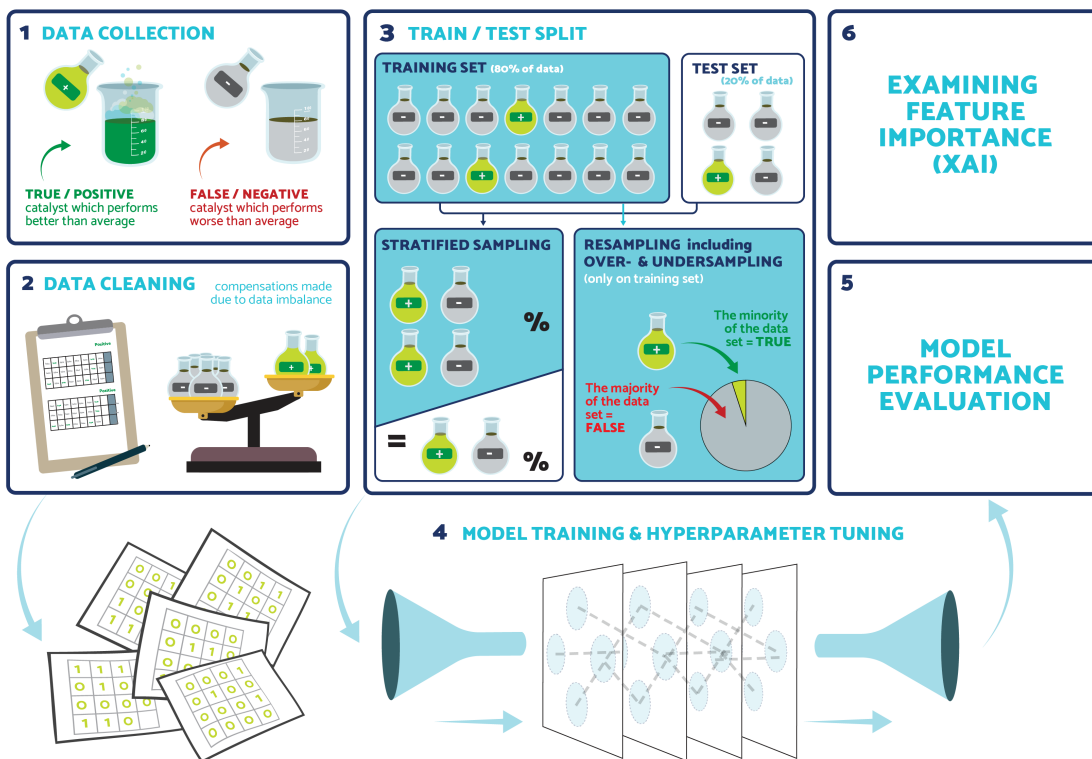 1 DATA COLLECTION
+
-
TRUE / POSITIVE
catalyst which performs
better than average
FALSE / NEGATIVE
catalyst which performs
worse than average
2 DATA CLEANING
compensations made
due to data imbalance
Positive
Positive
- - - -
+ +
3 TRAIN / TEST SPLIT
TRAINING SET (80% of data)
- - - + - - -
- - + - - - -
TEST SET
(20% of data)
- -
+ -
STRATIFIED SAMPLING
+ -
%
+ -
= + - %
RESAMPLING including
OVER- & UNDERSAMPLING
(only on training set)
The minority
of the data
set = TRUE
+
The majority
of the data
set =
FALSE
-
6
EXAMINING
FEATURE
IMPORTANCE
(XAI)
5
MODEL
PERFORMANCE
EVALUATION
4 MODEL TRAINING & HYPERPARAMETER TUNING